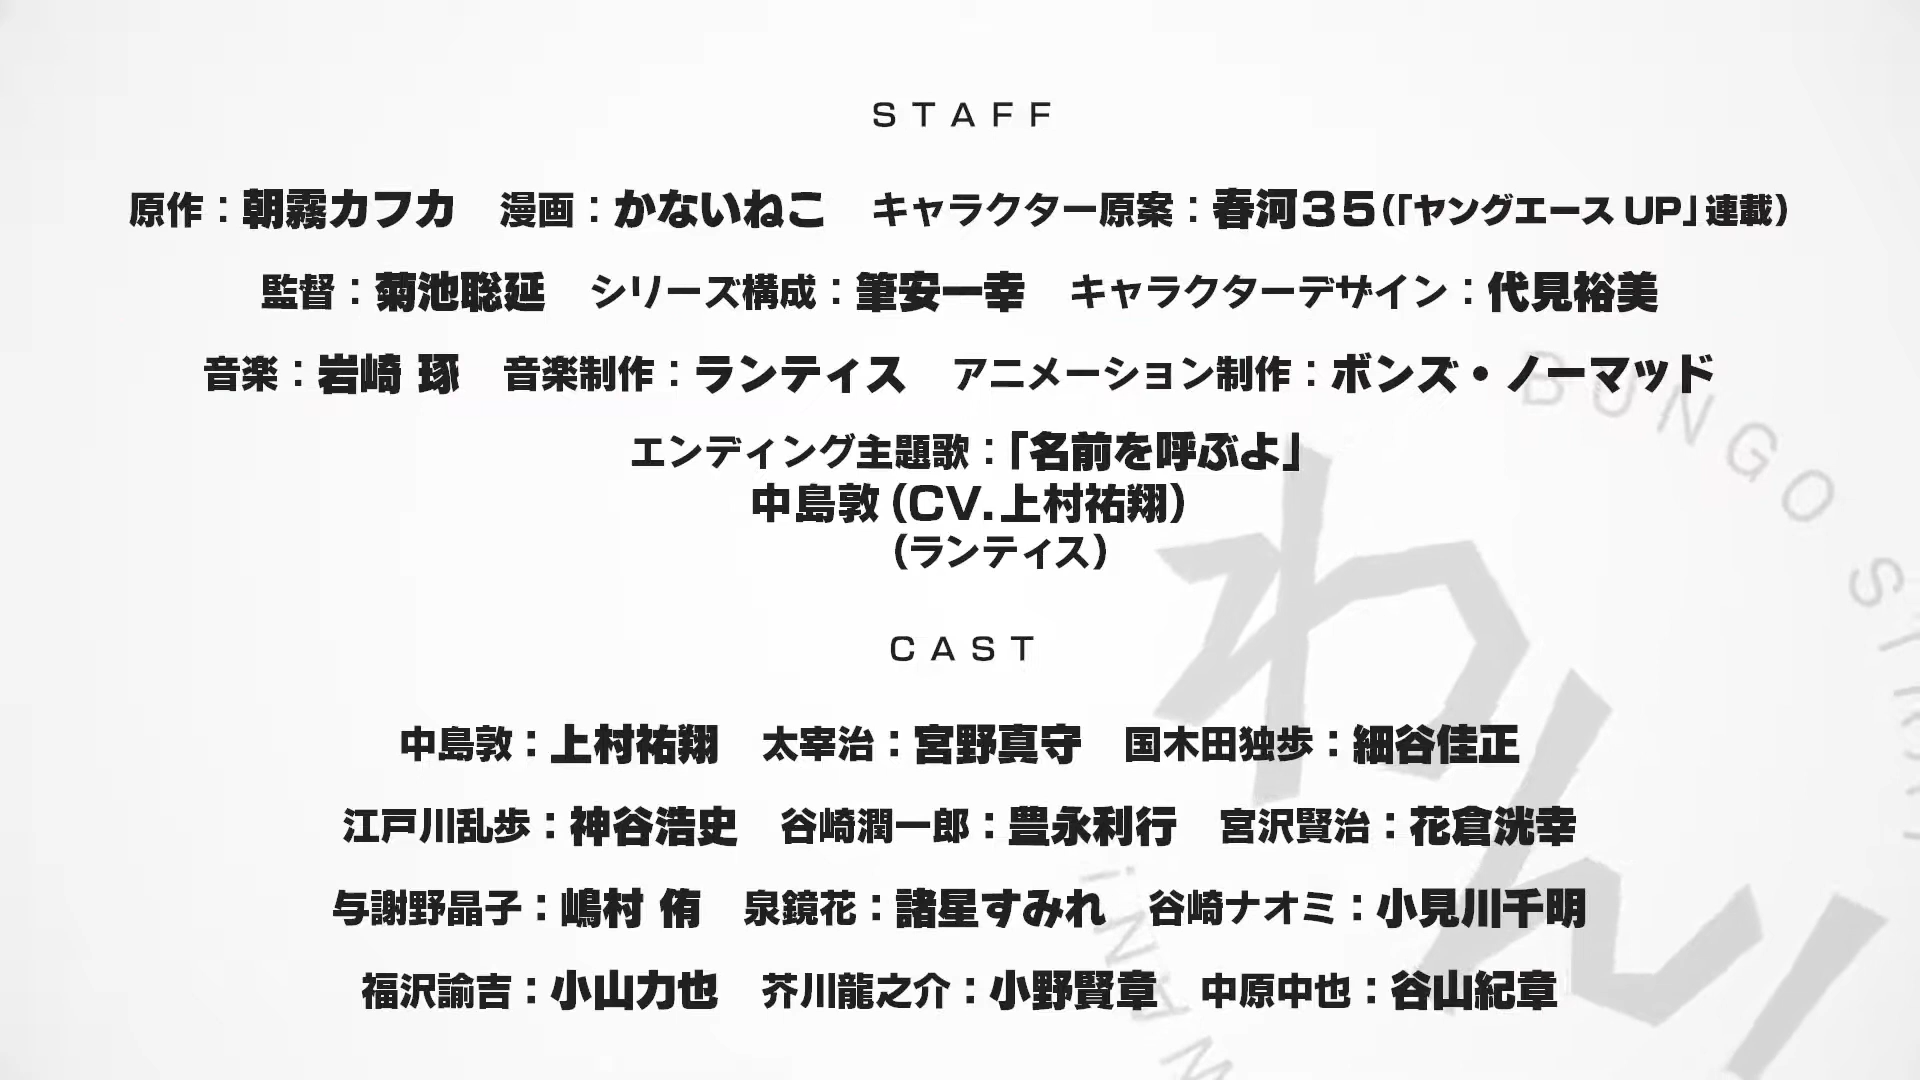 STAFF
原作：朝霧カフカ　漫画：かないねこ　キャラクター原案：春河35（「ヤングエースUP」連載）
監督：菊池聡延　シリーズ構成：筆安一幸　キャラクターデザイン：代見裕美
音楽：岩崎 琢　音楽制作：ランティス　アニメーション制作：ボンズ・ノーマッド
エンディング主題歌：「名前を呼ぶよ」
中島敦（CV.上村祐翔）
（ランティス）
CAST
中島敦：上村祐翔　太宰治：宮野真守　国木田独歩：細谷佳正
江戸川乱歩：神谷浩史　谷崎潤一郎：豊永利行　宮沢賢治：花倉洸幸
与謝野晶子：嶋村 侑　泉鏡花：諸星すみれ　谷崎ナオミ：小見川千明
福沢諭吉：小山力也　芥川龍之介：小野賢章　中原中也：谷山紀章
わん！
BUNGO
WAN!